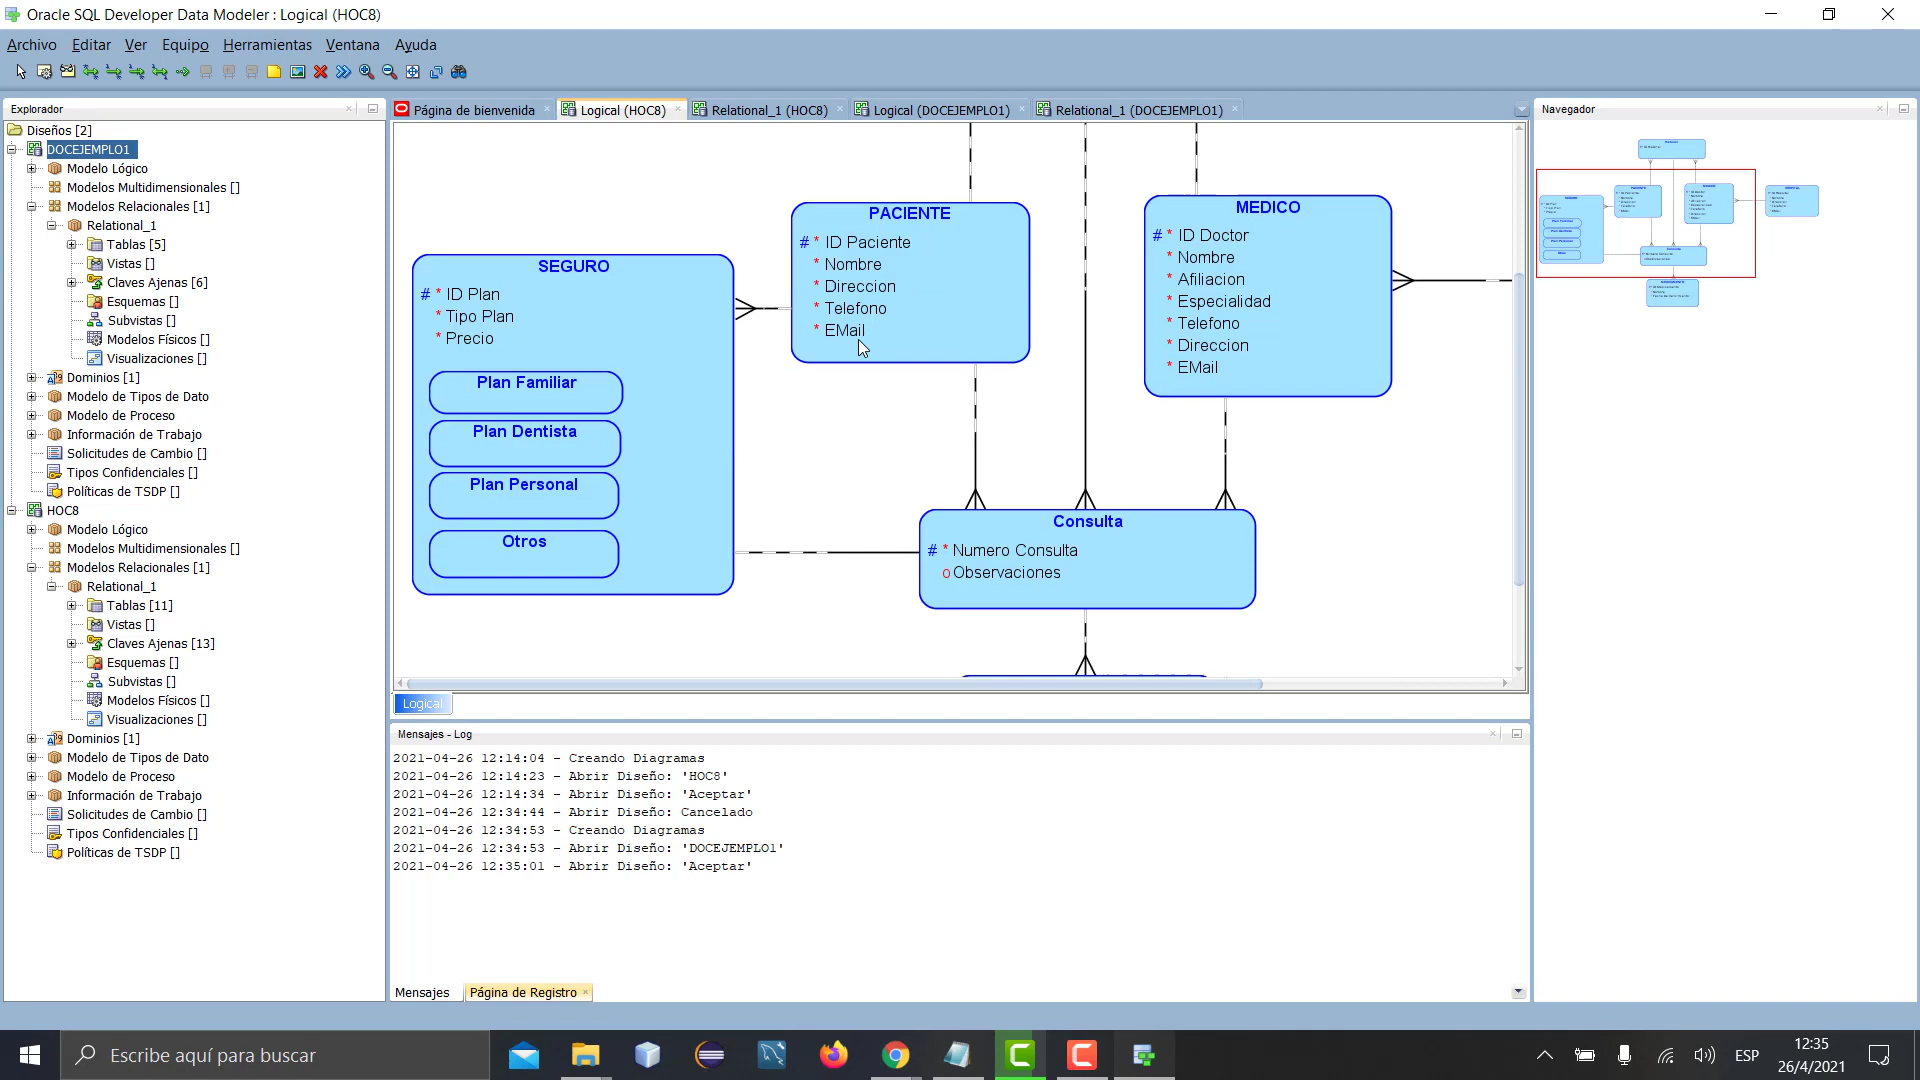 Oracle SQL Developer Data Modeler : Logical (HOC8)
Archivo Editar Ver Equipo Herramientas Ventana Ayuda
Explorador
Diseños [2]
DOCEJEMPLO1
Modelo Lógico
Modelos Multidimensionales []
Modelos Relacionales [1]
Relational_1
Tablas [5]
Vistas []
Claves Ajenas [6]
Esquemas []
Subvistas []
Modelos Físicos []
Visualizaciones []
Dominios [1]
Modelo de Tipos de Dato
Modelo de Proceso
Información de Trabajo
Solicitudes de Cambio []
Tipos Confidenciales []
Políticas de TSDP []
HOC8
Modelo Lógico
Modelos Multidimensionales []
Modelos Relacionales [1]
Relational_1
Tablas [11]
Vistas []
Claves Ajenas [13]
Esquemas []
Subvistas []
Modelos Físicos []
Visualizaciones []
Dominios [1]
Modelo de Tipos de Dato
Modelo de Proceso
Información de Trabajo
Solicitudes de Cambio []
Tipos Confidenciales []
Políticas de TSDP []
Página de bienvenida
Logical (HOC8)
Relational_1 (HOC8)
Logical (DOCEJEMPLO1)
Relational_1 (DOCEJEMPLO1)
SEGURO
# * ID Plan
* Tipo Plan
* Precio
Plan Familiar
Plan Dentista
Plan Personal
Otros
PACIENTE
# * ID Paciente
* Nombre
* Direccion
* Telefono
* EMail
MEDICO
# * ID Doctor
* Nombre
* Afiliacion
* Especialidad
* Telefono
* Direccion
* EMail
Consulta
# * Numero Consulta
o Observaciones
Logical
Mensajes - Log
2021-04-26 12:14:04 - Creando Diagramas
2021-04-26 12:14:23 - Abrir Diseño: 'HOC8'
2021-04-26 12:14:34 - Abrir Diseño: 'Aceptar'
2021-04-26 12:34:44 - Abrir Diseño: Cancelado
2021-04-26 12:34:53 - Creando Diagramas
2021-04-26 12:34:53 - Abrir Diseño: 'DOCEJEMPLO1'
2021-04-26 12:35:01 - Abrir Diseño: 'Aceptar'
Mensajes
Página de Registro
Navegador
Escribe aquí para buscar
ESP
12:35
26/4/2021